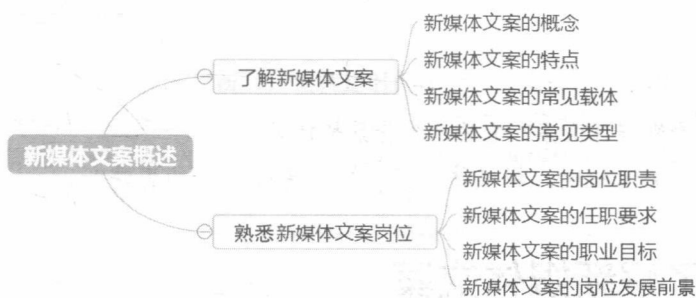 新媒体文案概述
了解新媒体文案
新媒体文案的概念
新媒体文案的特点
新媒体文案的常见载体
新媒体文案的常见类型
熟悉新媒体文案岗位
新媒体文案的岗位职责
新媒体文案的任职要求
新媒体文案的职业目标
新媒体文案的岗位发展前景